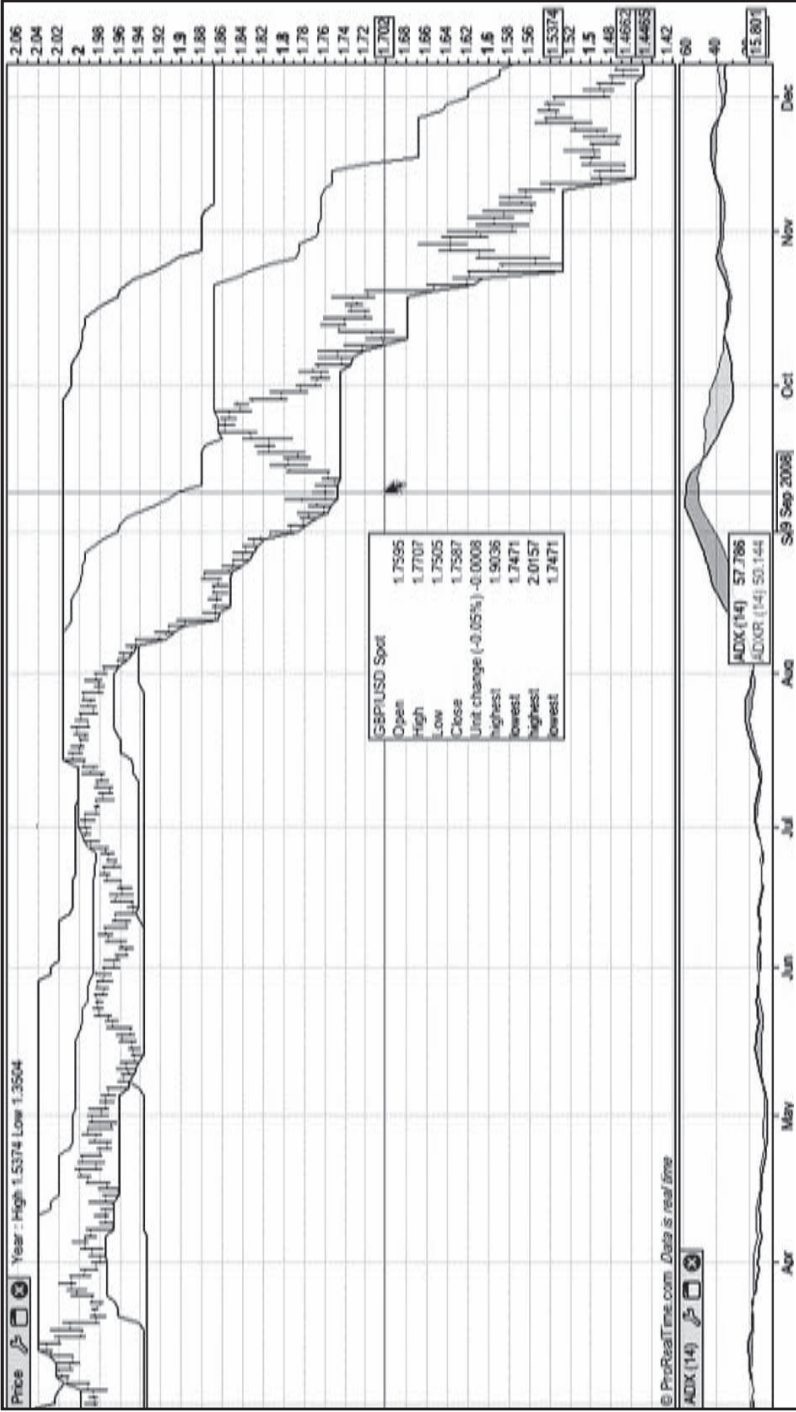 Price
Year : High 1.5374 Low 1.3504
2.06
2.04
2.02
2
1.98
1.96
1.94
1.92
1.9
1.88
1.86
1.84
1.82
1.8
1.78
1.76
1.74
1.72
1.702
1.68
1.66
1.64
1.62
1.6
1.58
1.56
1.5374
1.52
1.5
1.48
1.4662
1.4465
1.42
GBP/USD Spot
Open 1.7595
High 1.7707
Low 1.7505
Close 1.7587
Unit change (-0.05%) -0.0008
highest 1.9036
lowest 1.7471
highest 2.0157
lowest 1.7471
© ProRealTime.com Data is real time
ADX (14)
60
40
15.801
ADX (14) 57.786
ADXR (14) 50.144
Apr
May
Jun
Jul
Aug
9 Sep 2008
Oct
Nov
Dec